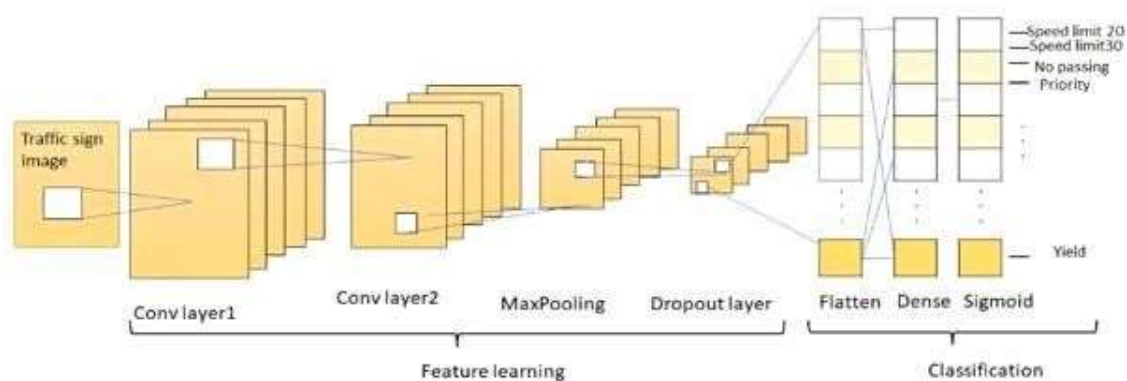 Speed limit 20
Speed limit30
No passing
Priority
Traffic sign
image
Yield
Conv layer1
Conv layer2
MaxPooling
Dropout layer
Flatten
Dense
Sigmoid
Feature learning
Classification